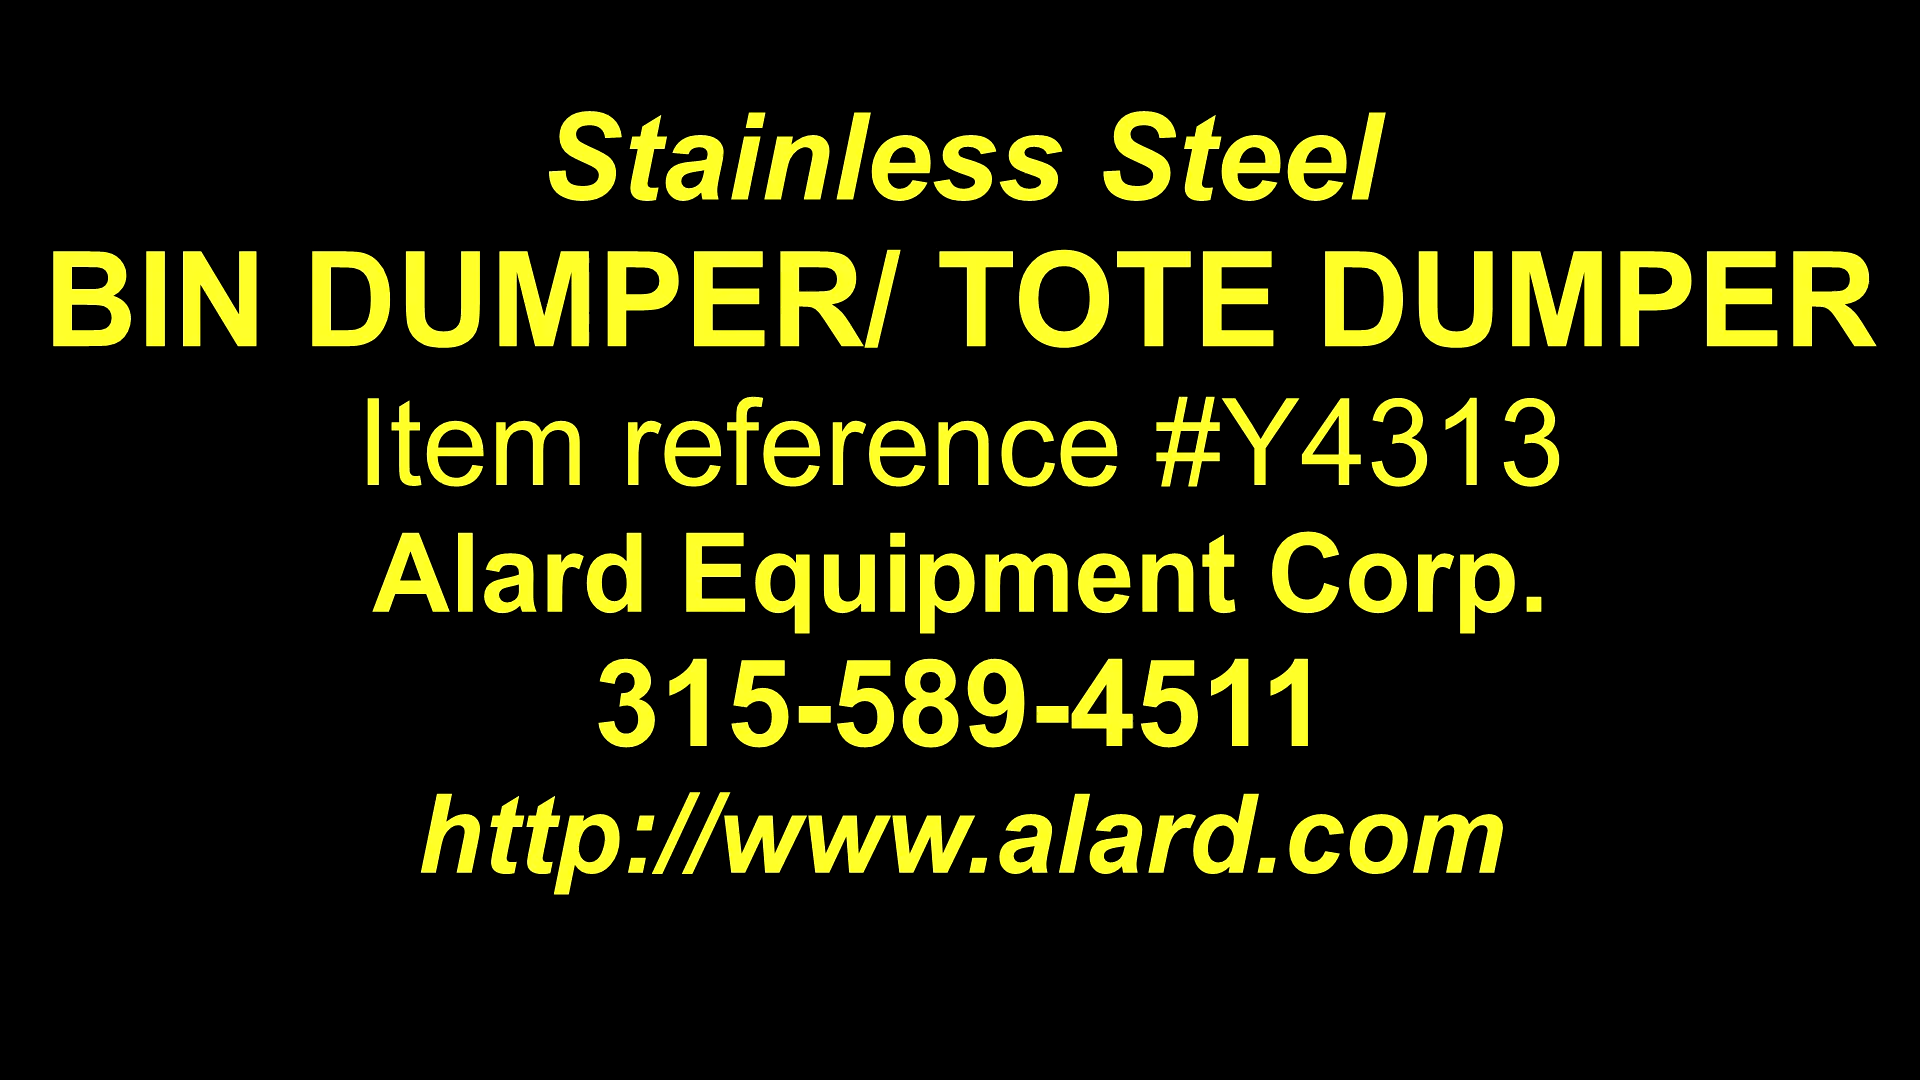 Stainless Steel
BIN DUMPER/ TOTE DUMPER
Item reference #Y4313
Alard Equipment Corp.
315-589-4511
http://www.alard.com